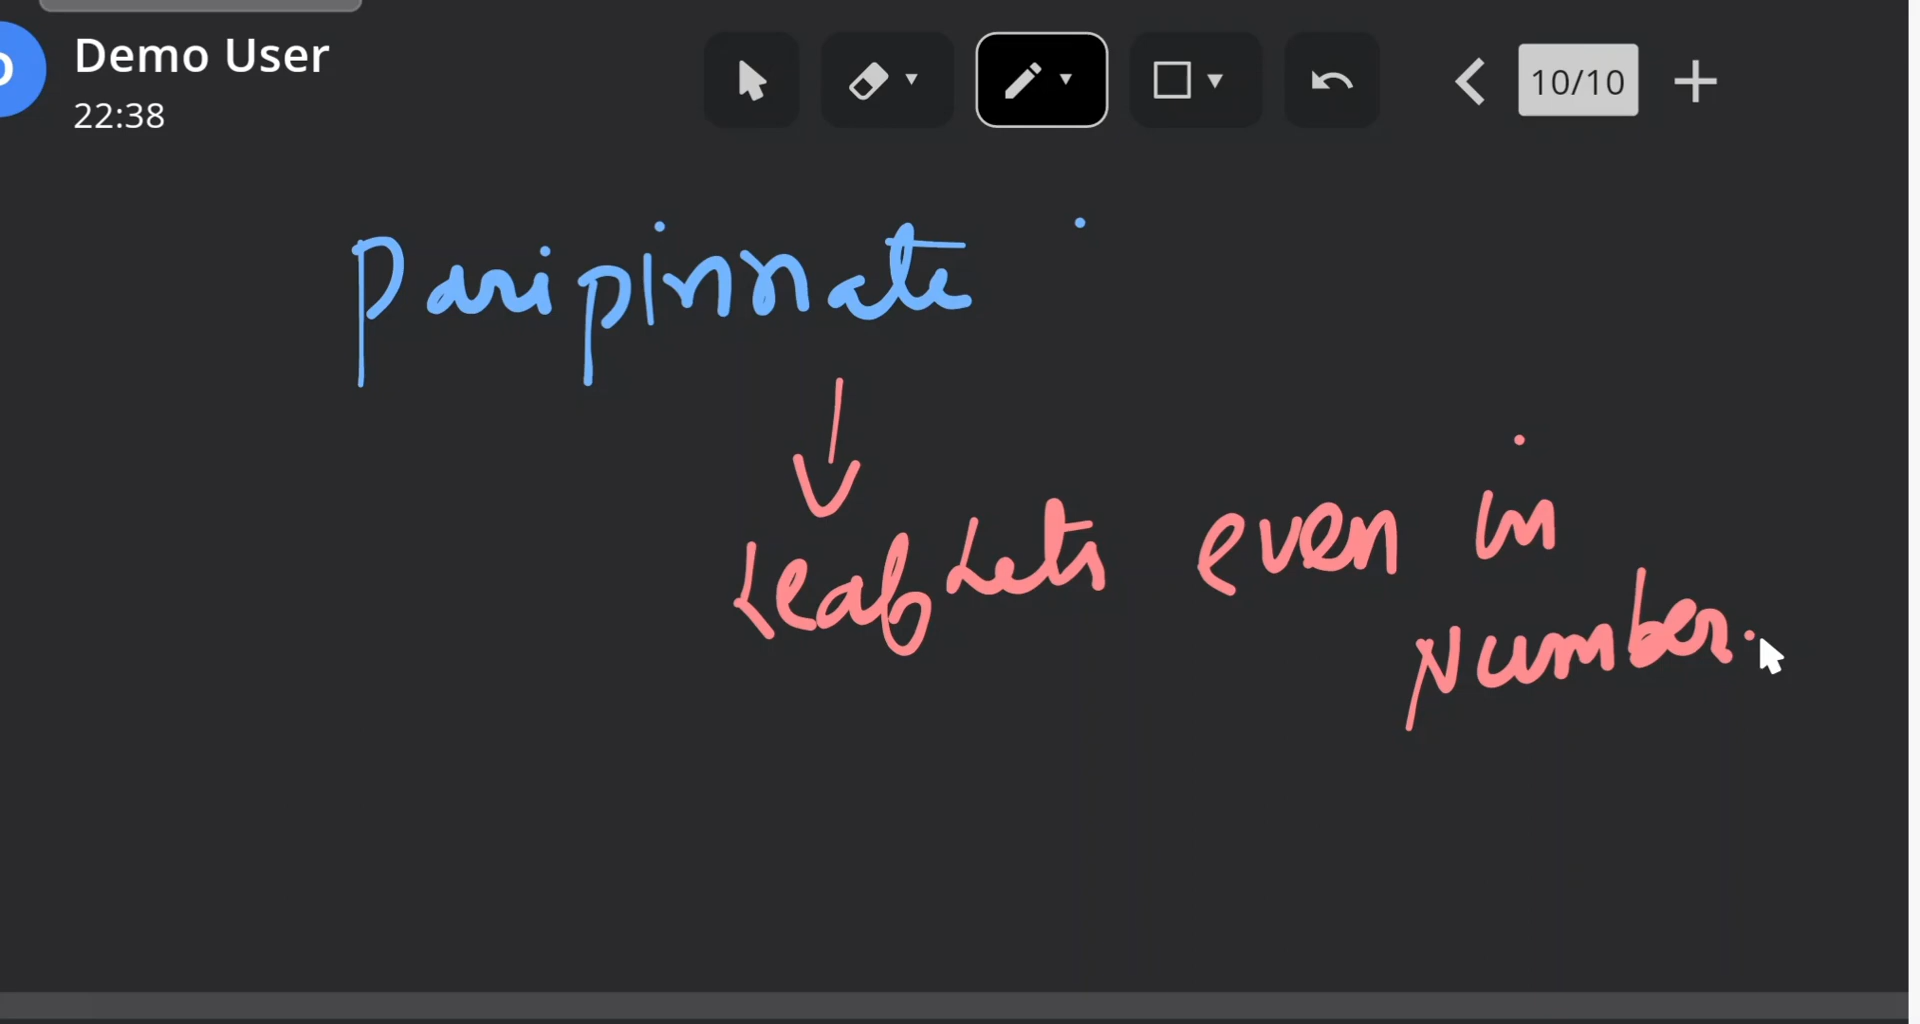 Demo User
22:38
10/10
Paripinnate
Leaflets even in
Number.